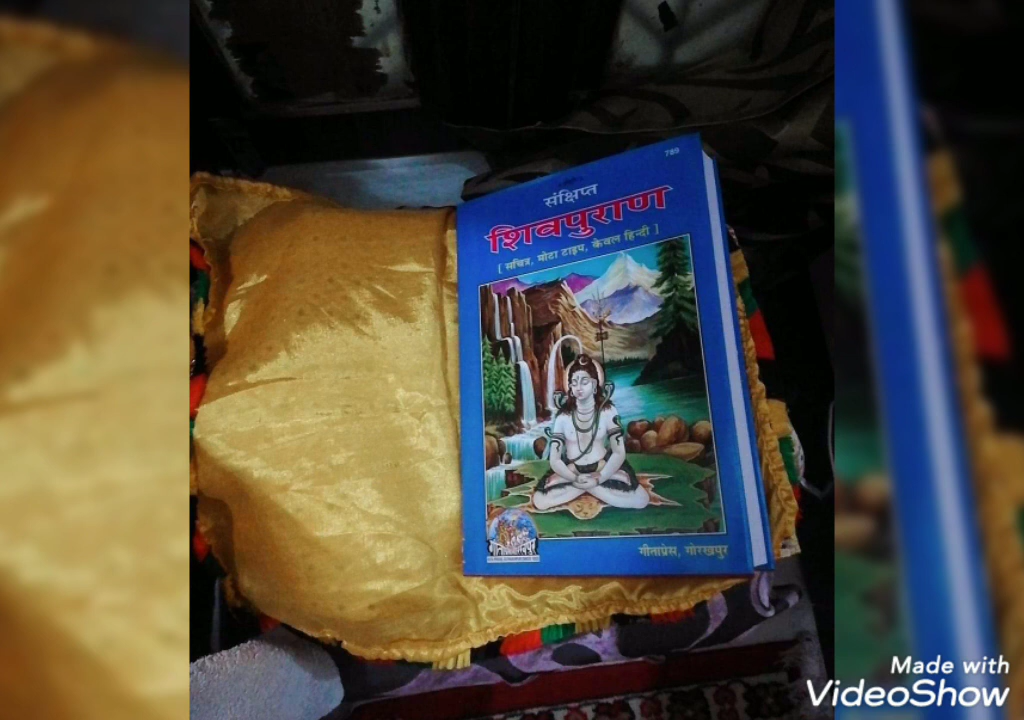 789
संक्षिप्त
शिवपुराण
[ सचित्र, मोटा टाइप, केवल हिन्दी ]
गीताप्रेस, गोरखपुर
Made with
VideoShow